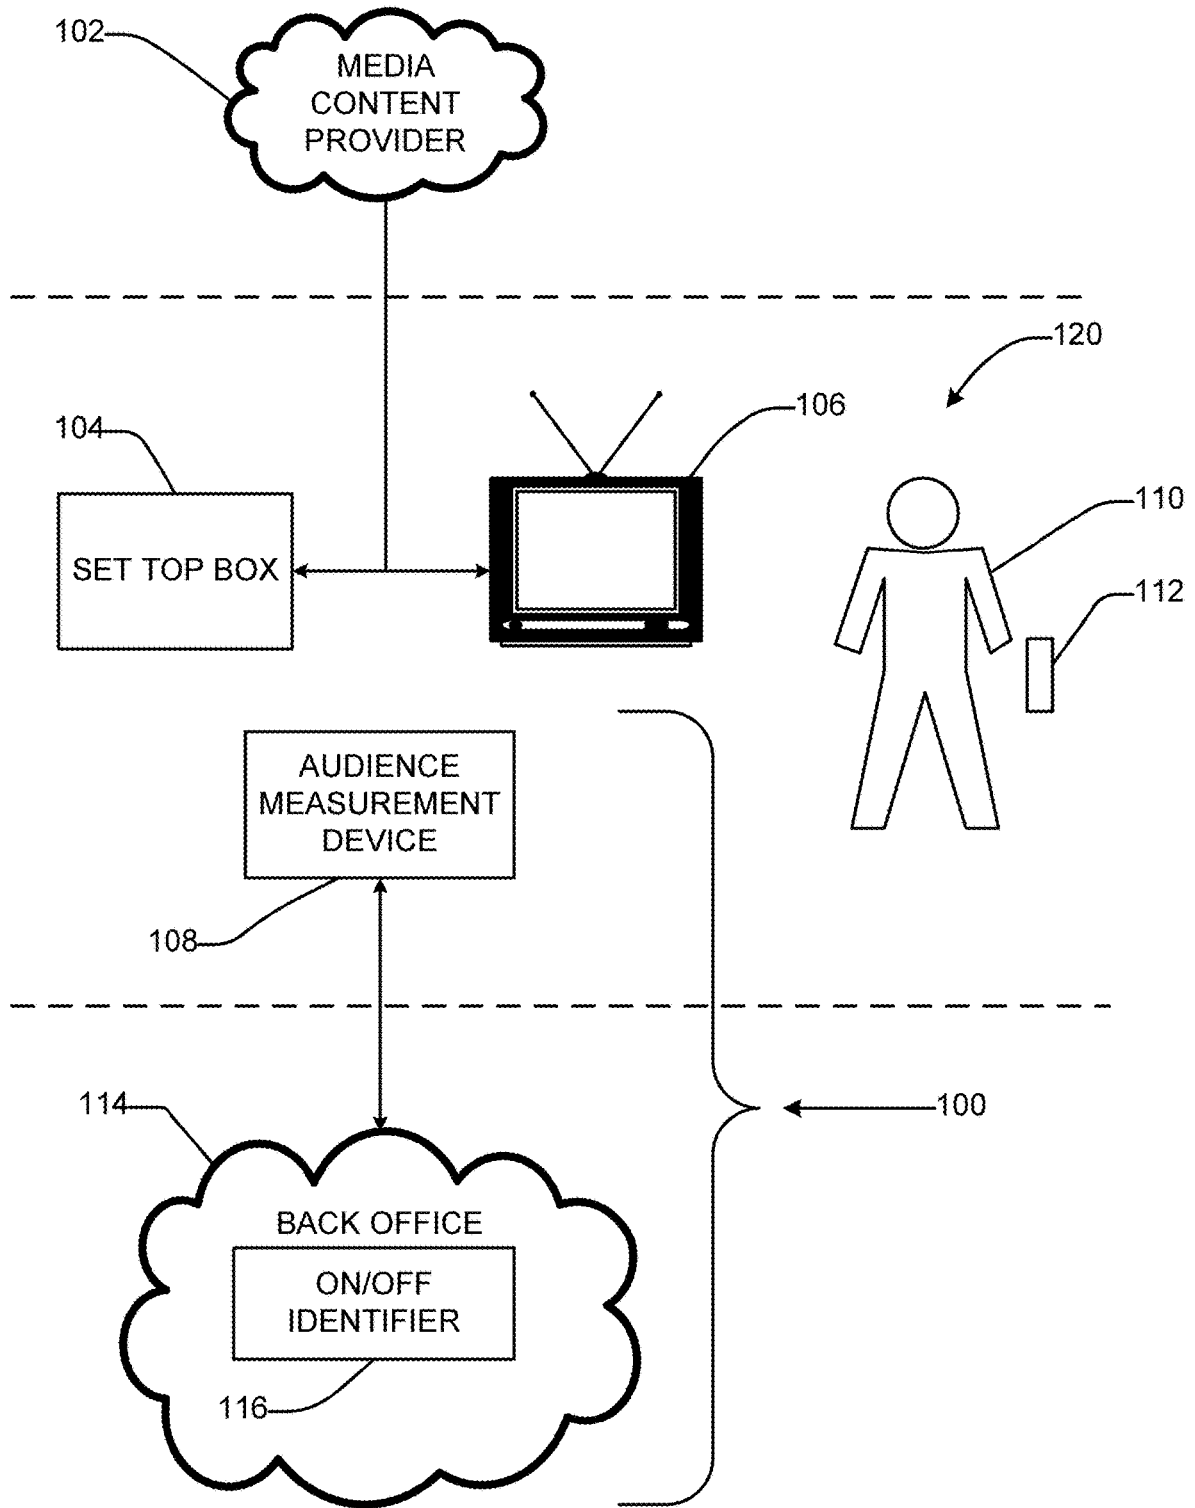 102
MEDIA
CONTENT
PROVIDER
120
104
106
SET TOP BOX
110
112
AUDIENCE
MEASUREMENT
DEVICE
108
114
100
BACK OFFICE
ON/OFF
IDENTIFIER
116